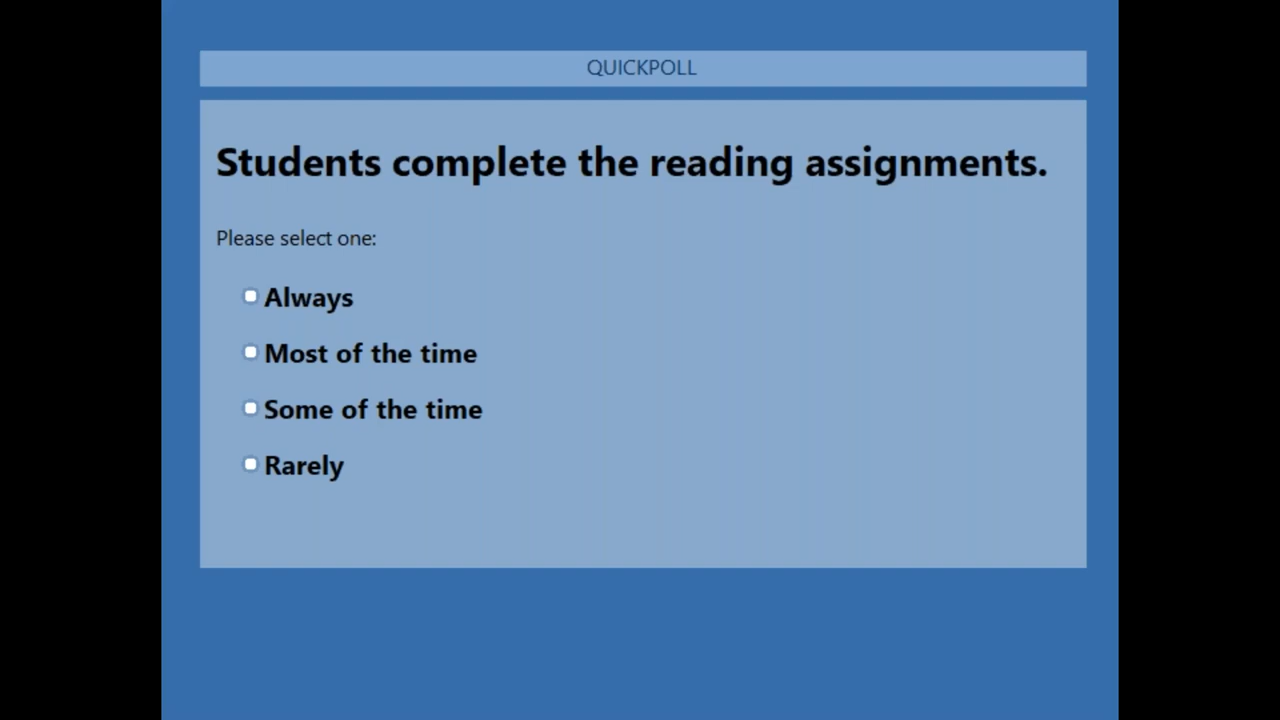 QUICKPOLL
Students complete the reading assignments.
Please select one:
Always
Most of the time
Some of the time
Rarely